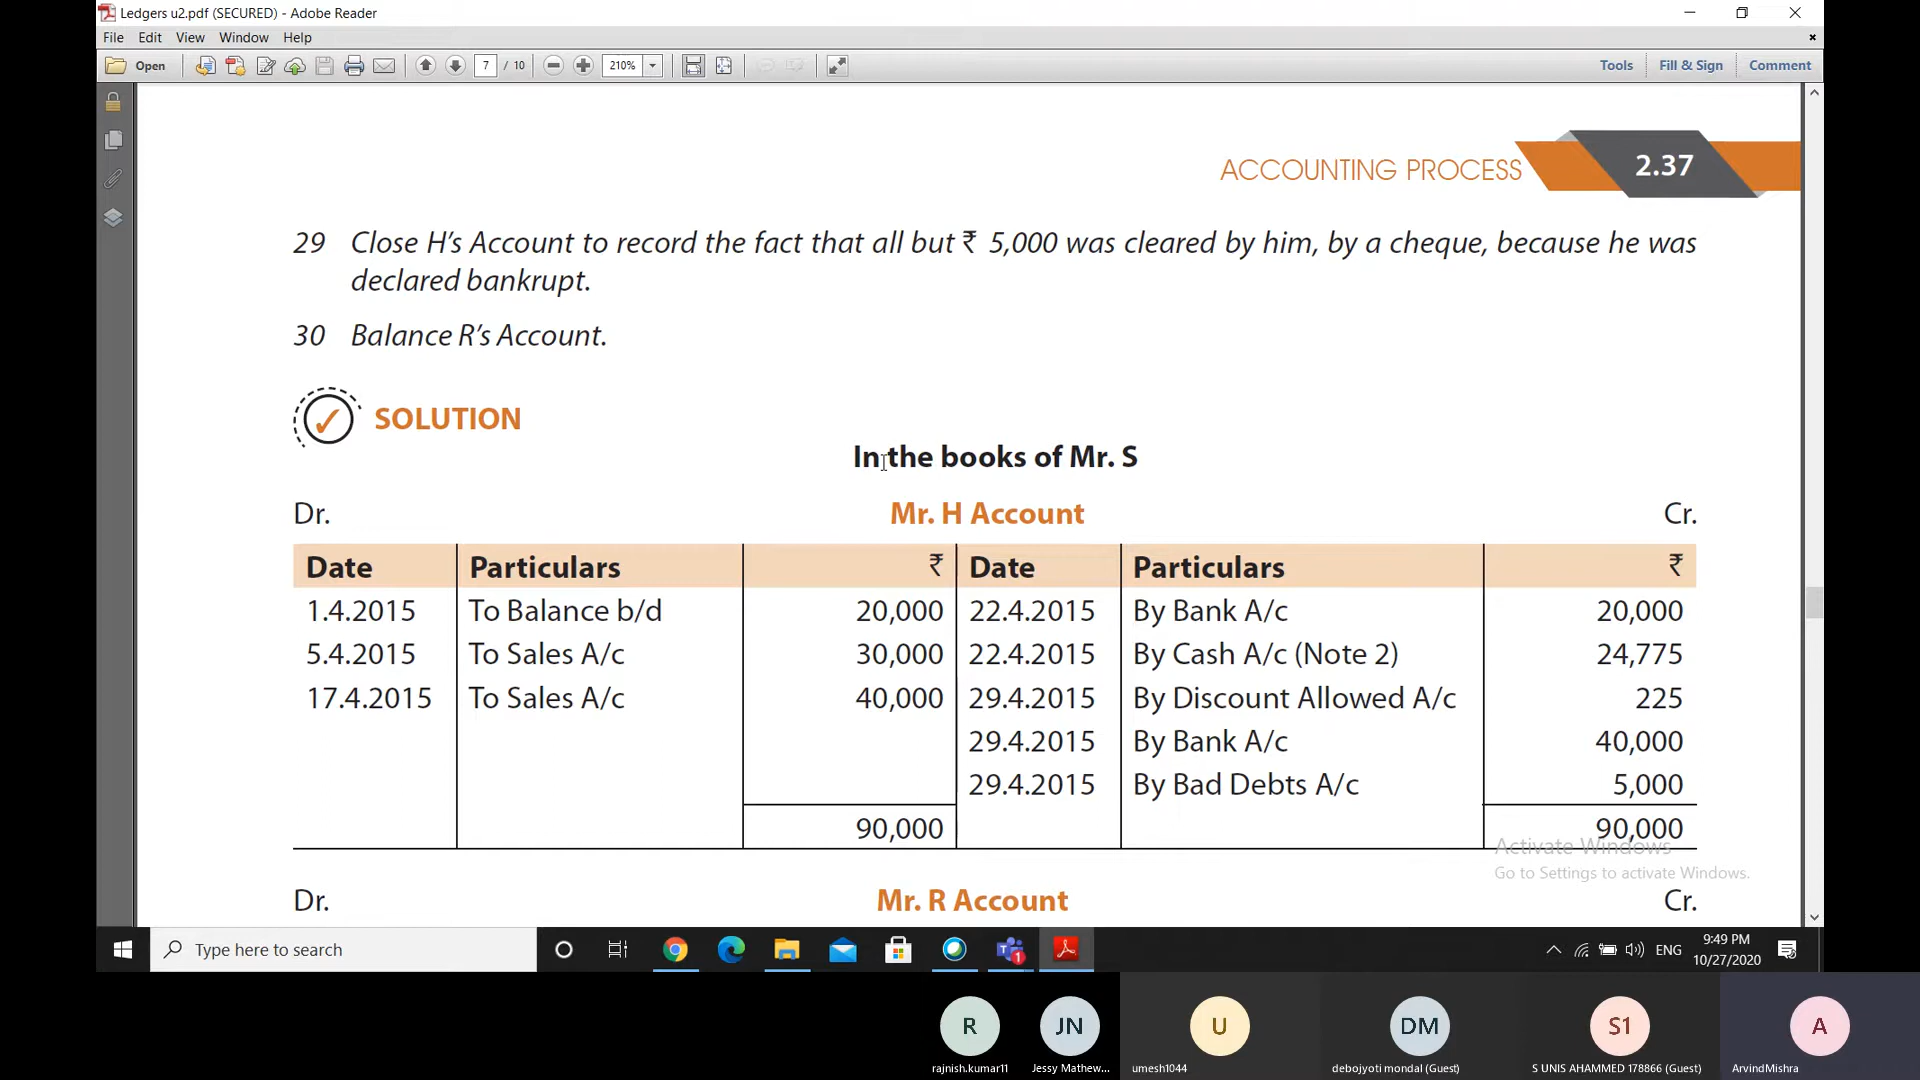 Ledgers u2.pdf (SECURED) - Adobe Reader
File Edit View Window Help
Open 7 / 10 210% Tools Fill & Sign Comment
ACCOUNTING PROCESS 2.37
29 Close H's Account to record the fact that all but ₹ 5,000 was cleared by him, by a cheque, because he was
declared bankrupt.
30 Balance R's Account.
SOLUTION
In the books of Mr. S
Dr. Mr. H Account Cr.
Date Particulars ₹ Date Particulars ₹
1.4.2015 To Balance b/d 20,000 22.4.2015 By Bank A/c 20,000
5.4.2015 To Sales A/c 30,000 22.4.2015 By Cash A/c (Note 2) 24,775
17.4.2015 To Sales A/c 40,000 29.4.2015 By Discount Allowed A/c 225
29.4.2015 By Bank A/c 40,000
29.4.2015 By Bad Debts A/c 5,000
90,000 90,000
Activate Windows
Go to Settings to activate Windows.
Dr. Mr. R Account Cr.
Type here to search 1 ENG 9:49 PM
10/27/2020
R JN U DM S1 A
rajnish.kumar11 Jessy Mathew... umesh1044 debojyoti mondal (Guest) S UNIS AHAMMED 178866 (Guest) ArvindMishra